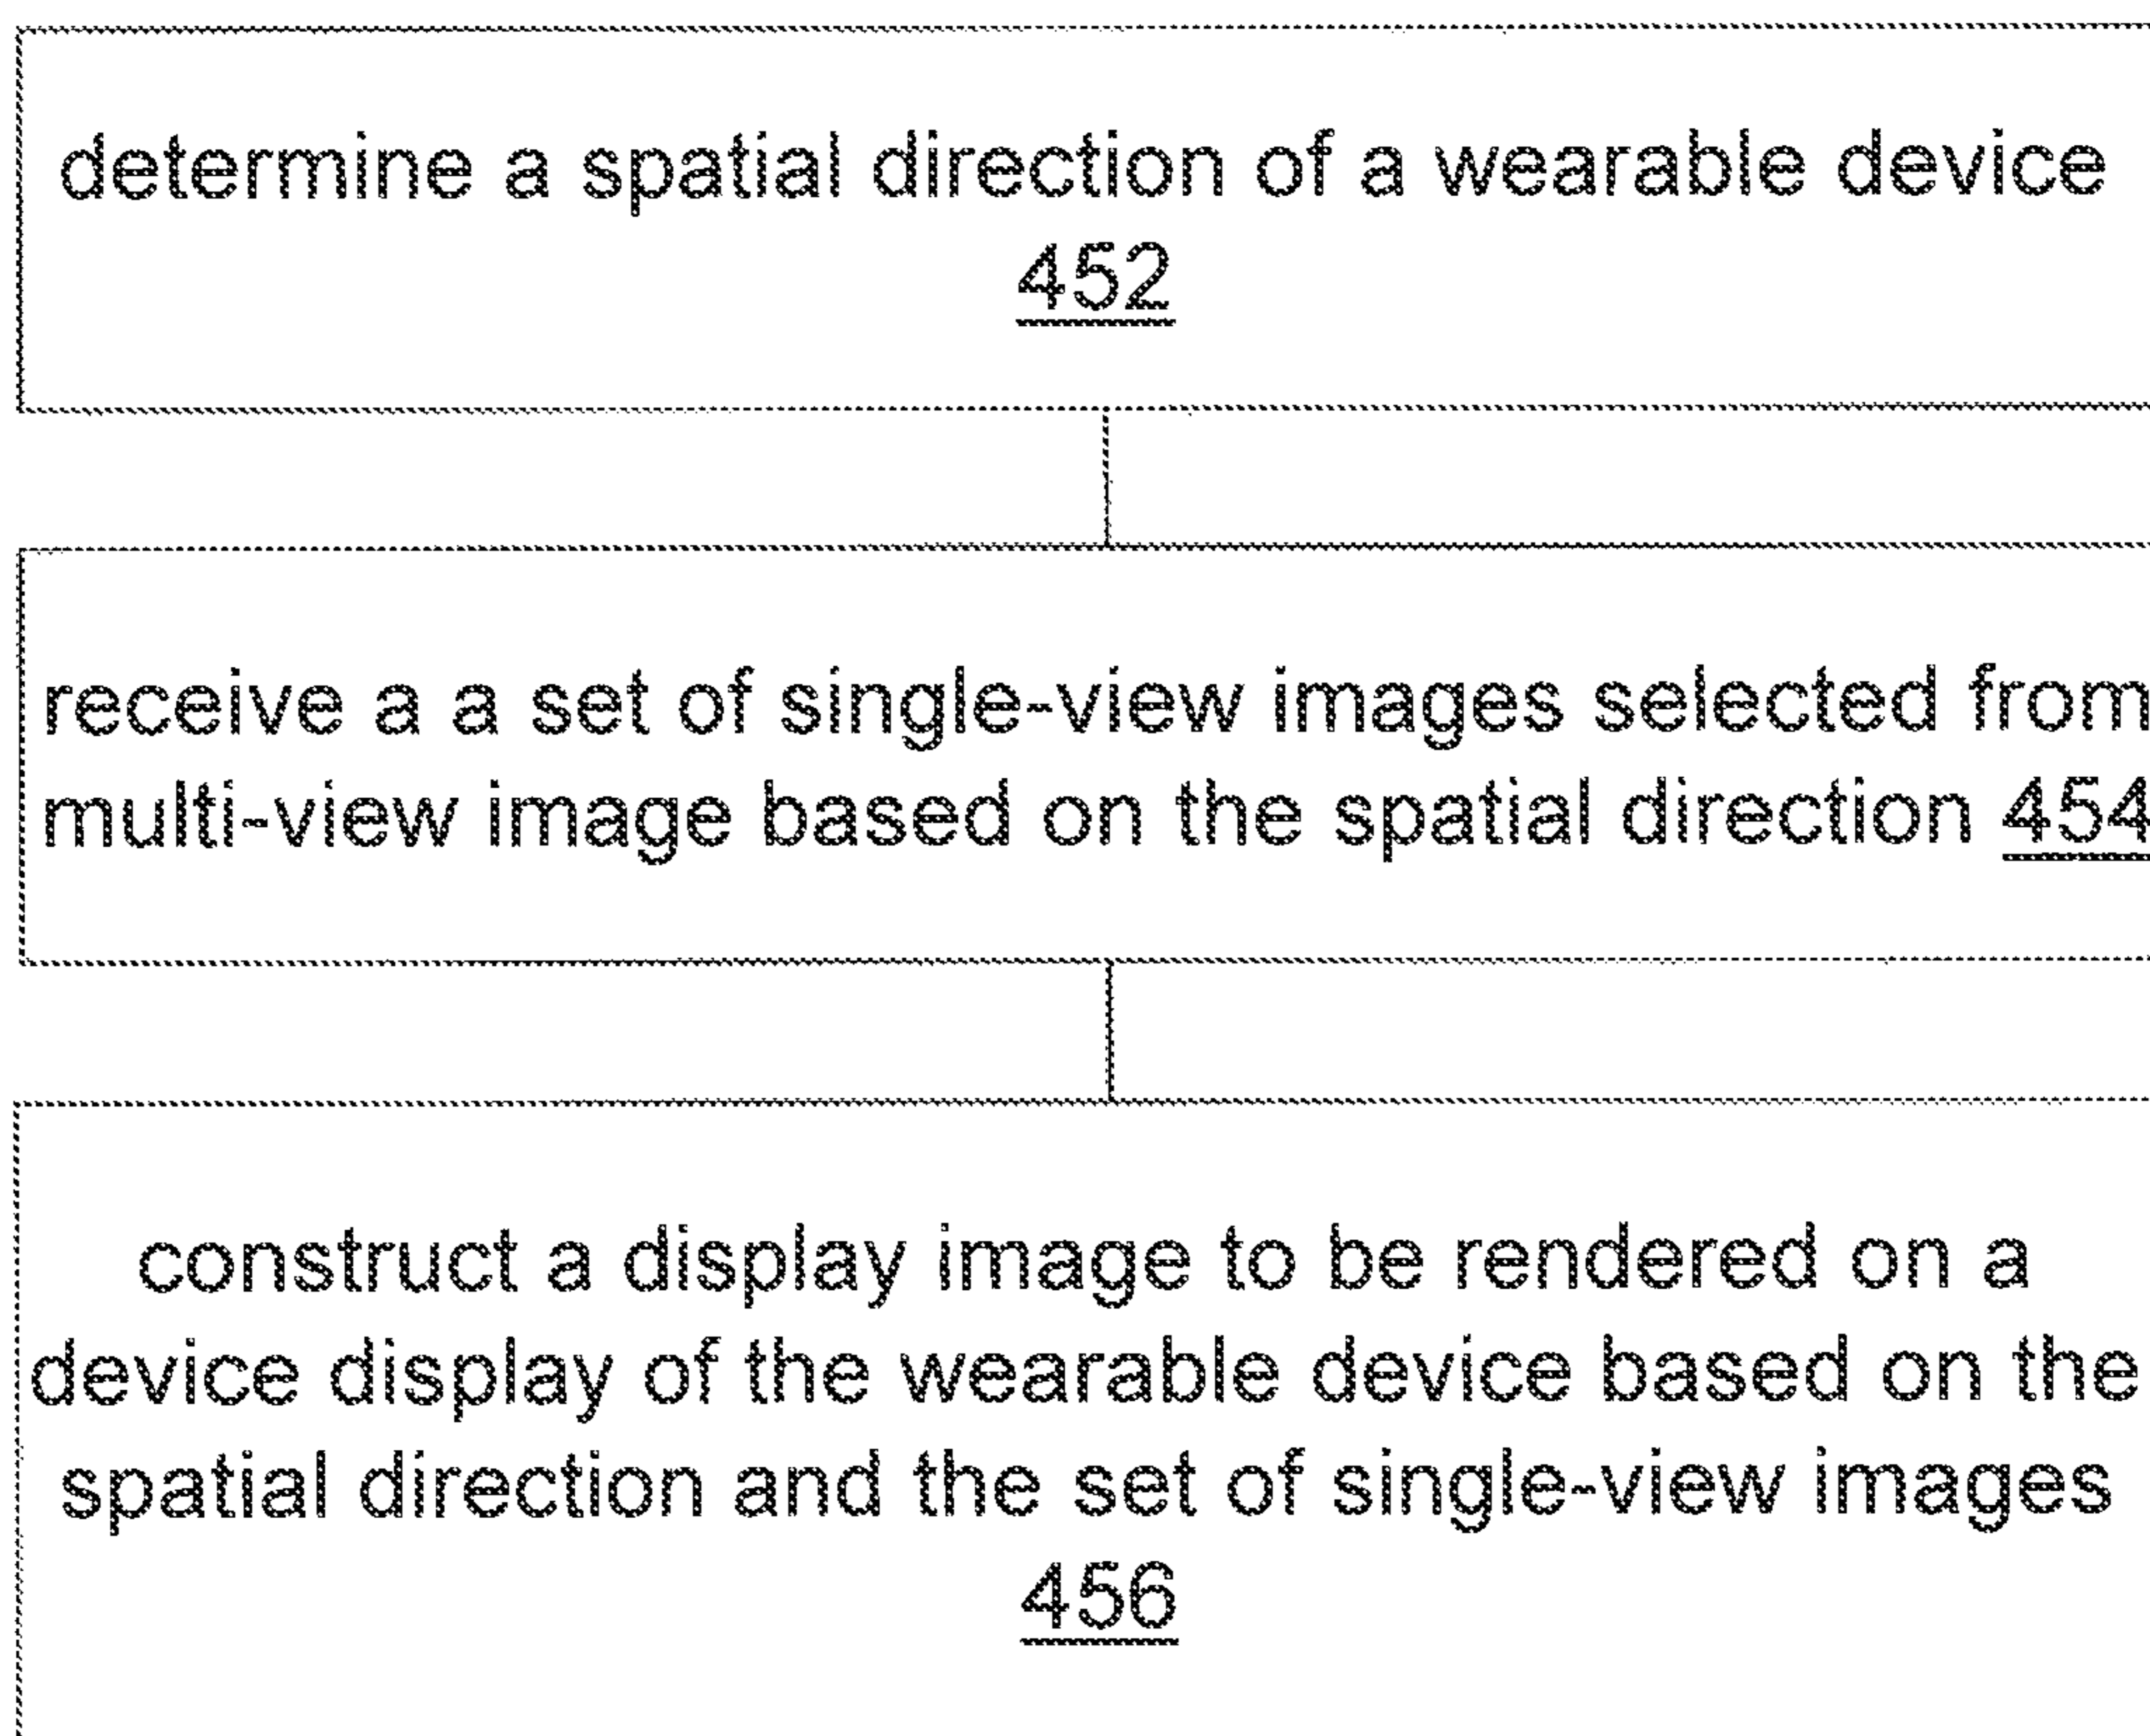 determine a spatial direction of a wearable device
452
receive a a set of single-view images selected from
multi-view image based on the spatial direction 454
construct a display image to be rendered on a
device display of the wearable device based on the
spatial direction and the set of single-view images
456